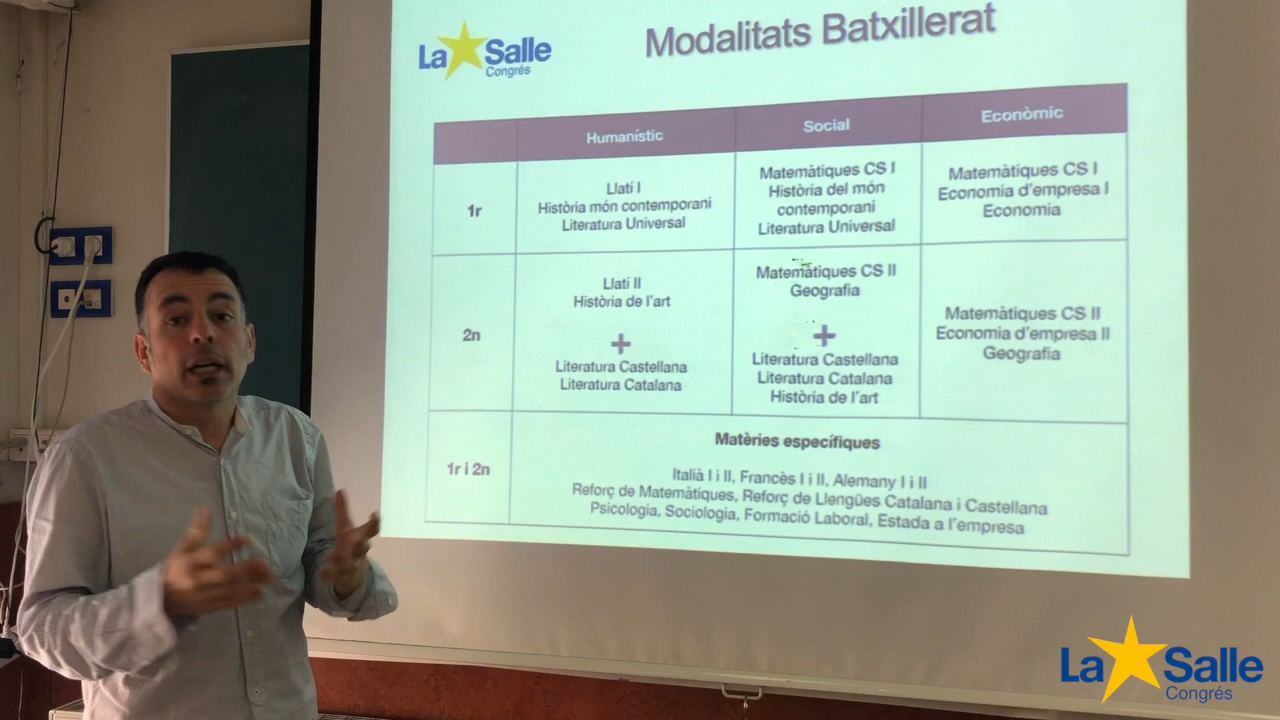 La Salle
Congrés
Modalitats Batxillerat
Humanístic
Social
Econòmic
1r
Llatí I
Història món contemporani
Literatura Universal
Matemàtiques CS I
Història del món
contemporani
Literatura Universal
Matemàtiques CS I
Economia d'empresa I
Economia
2n
Llatí II
Història de l'art
+
Literatura Castellana
Literatura Catalana
Matemàtiques CS II
Geografia
+
Literatura Castellana
Literatura Catalana
Història de l'art
Matemàtiques CS II
Economia d'empresa II
Geografia
1r i 2n
Matèries específiques
Italià I i II, Francès I i II, Alemany I i II
Reforç de Matemàtiques, Reforç de Llengües Catalana i Castellana
Psicologia, Sociologia, Formació Laboral, Estada a l'empresa
La Salle
Congrés